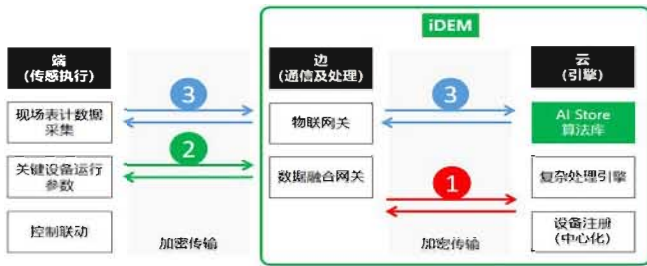 iDEM
端
(传感执行)
边
(通信及处理)
云
(引擎)
3
3
现场表计数据
采集
物联网关
AI Store
算法库
2
关键设备运行
参数
数据融合网关
1
复杂处理引擎
控制联动
加密传输
加密传输
设备注册
(中心化)